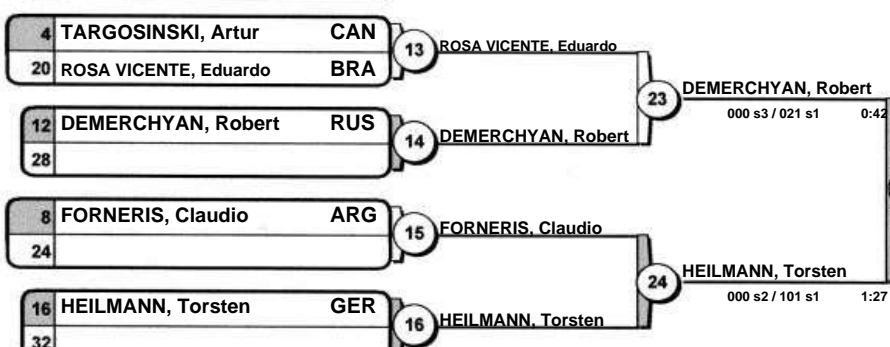 4 TARGOSINSKI, Artur CAN
20 ROSA VICENTE, Eduardo BRA
13 ROSA VICENTE, Eduardo
23 DEMERCHYAN, Robert
000 s3 / 021 s1 0:42
12 DEMERCHYAN, Robert RUS
28
14 DEMERCHYAN, Robert
8 FORNERIS, Claudio ARG
24
15 FORNERIS, Claudio
24 HEILMANN, Torsten
000 s2 / 101 s1 1:27
16 HEILMANN, Torsten GER
32
16 HEILMANN, Torsten